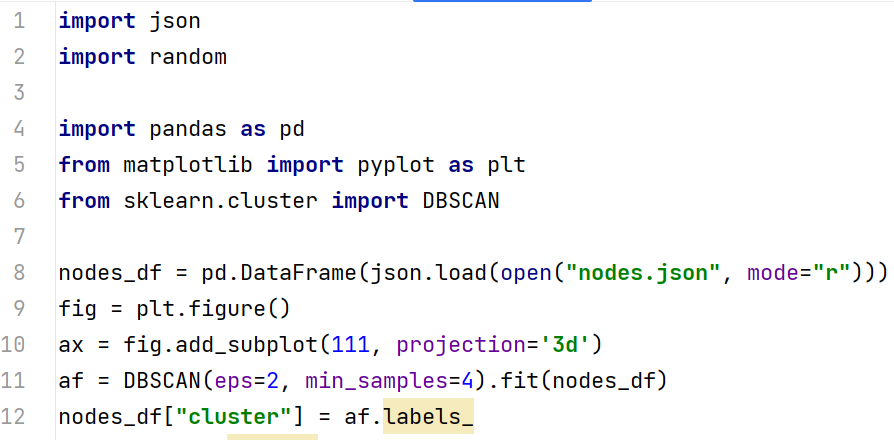 1 import json
2 import random
3
4 import pandas as pd
5 from matplotlib import pyplot as plt
6 from sklearn.cluster import DBSCAN
7
8 nodes_df = pd.DataFrame(json.load(open("nodes.json", mode="r")))
9 fig = plt.figure()
10 ax = fig.add_subplot(111, projection='3d')
11 af = DBSCAN(eps=2, min_samples=4).fit(nodes_df)
12 nodes_df["cluster"] = af.labels_